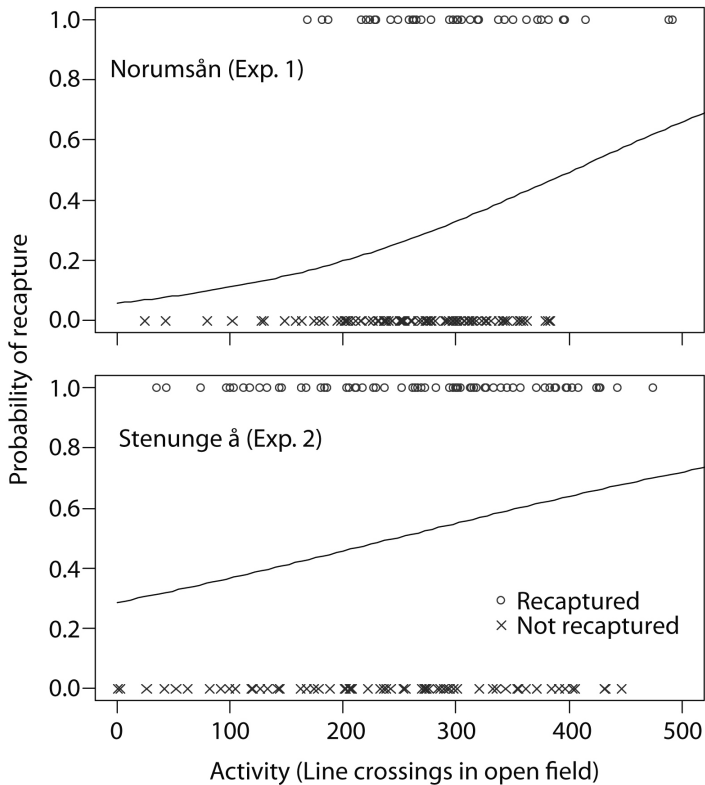 Probability of recapture
1.0
0.8
0.6
0.4
0.2
0.0
Norumsån (Exp. 1)
1.0
0.8
0.6
0.4
0.2
0.0
Stenunge å (Exp. 2)
Recaptured
Not recaptured
0 100 200 300 400 500
Activity (Line crossings in open field)